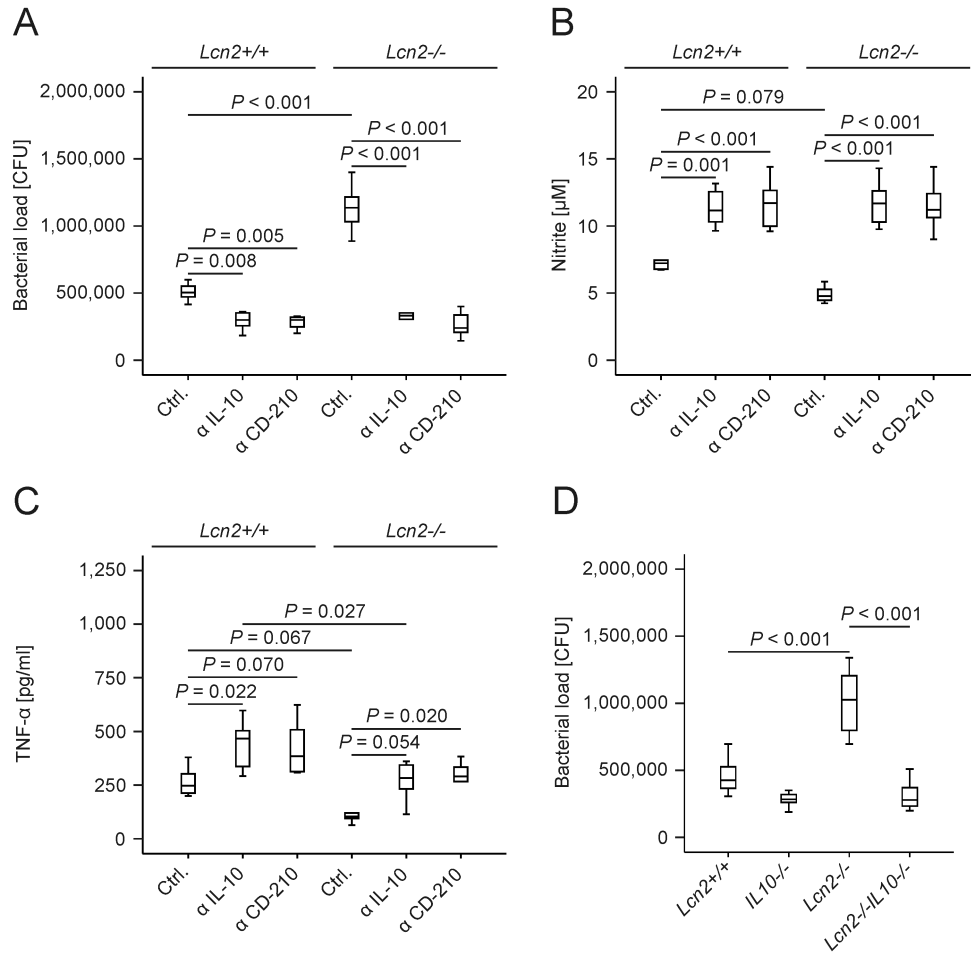 A
Lcn2+/+ Lcn2-/-
Bacterial load [CFU]
2,000,000
1,500,000
1,000,000
500,000
0
P < 0.001
P < 0.001
P < 0.001
P = 0.005
P = 0.008
Ctrl. α IL-10 α CD-210 Ctrl. α IL-10 α CD-210
B
Lcn2+/+ Lcn2-/-
Nitrite [µM]
20
15
10
5
0
P = 0.079
P < 0.001 P < 0.001
P = 0.001 P < 0.001
Ctrl. α IL-10 α CD-210 Ctrl. α IL-10 α CD-210
C
Lcn2+/+ Lcn2-/-
TNF-α [pg/ml]
1,250
1,000
750
500
250
0
P = 0.027
P = 0.067
P = 0.070
P = 0.022
P = 0.020
P = 0.054
Ctrl. α IL-10 α CD-210 Ctrl. α IL-10 α CD-210
D
Bacterial load [CFU]
2,000,000
1,500,000
1,000,000
500,000
0
P < 0.001
P < 0.001
Lcn2+/+ IL10-/- Lcn2-/- Lcn2-/-IL10-/-